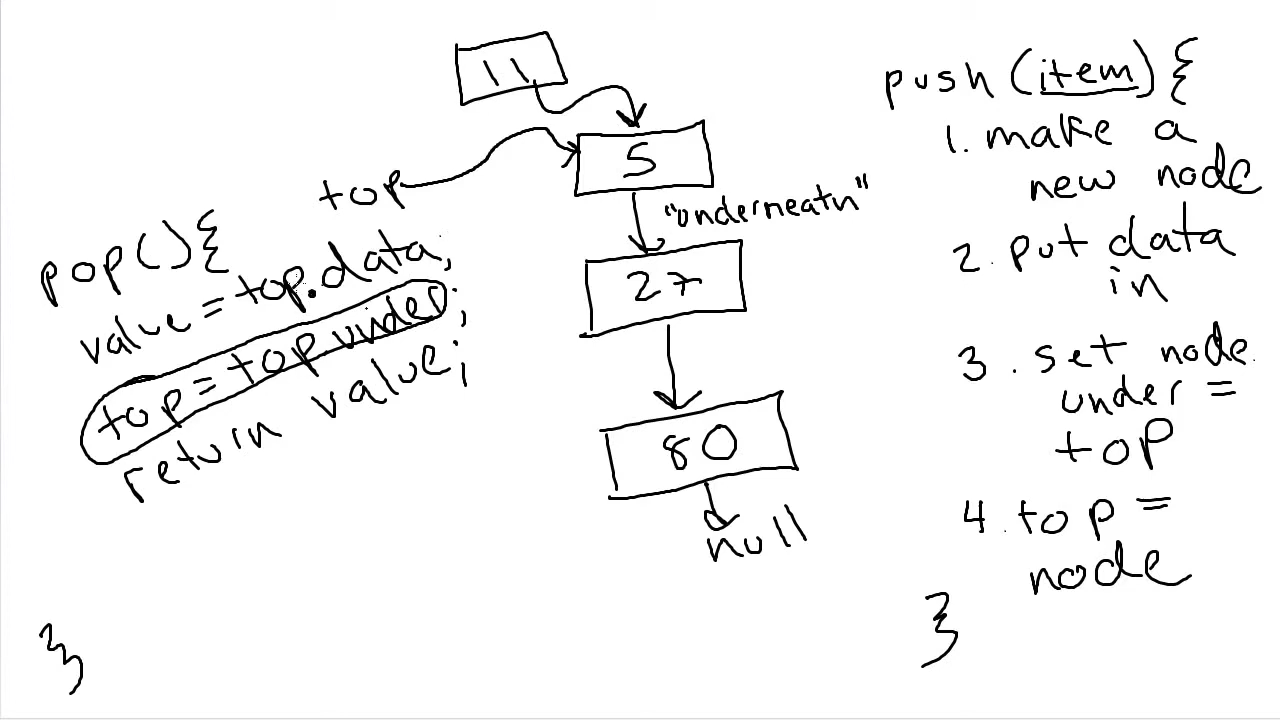 pop(){
value = top.data;
top = top under;
return value;
}
top
11
5
"underneatn"
27
80
null
push (item) {
1. make a
new node
2. put data
in
3. set node
under =
top
4. top =
node
}